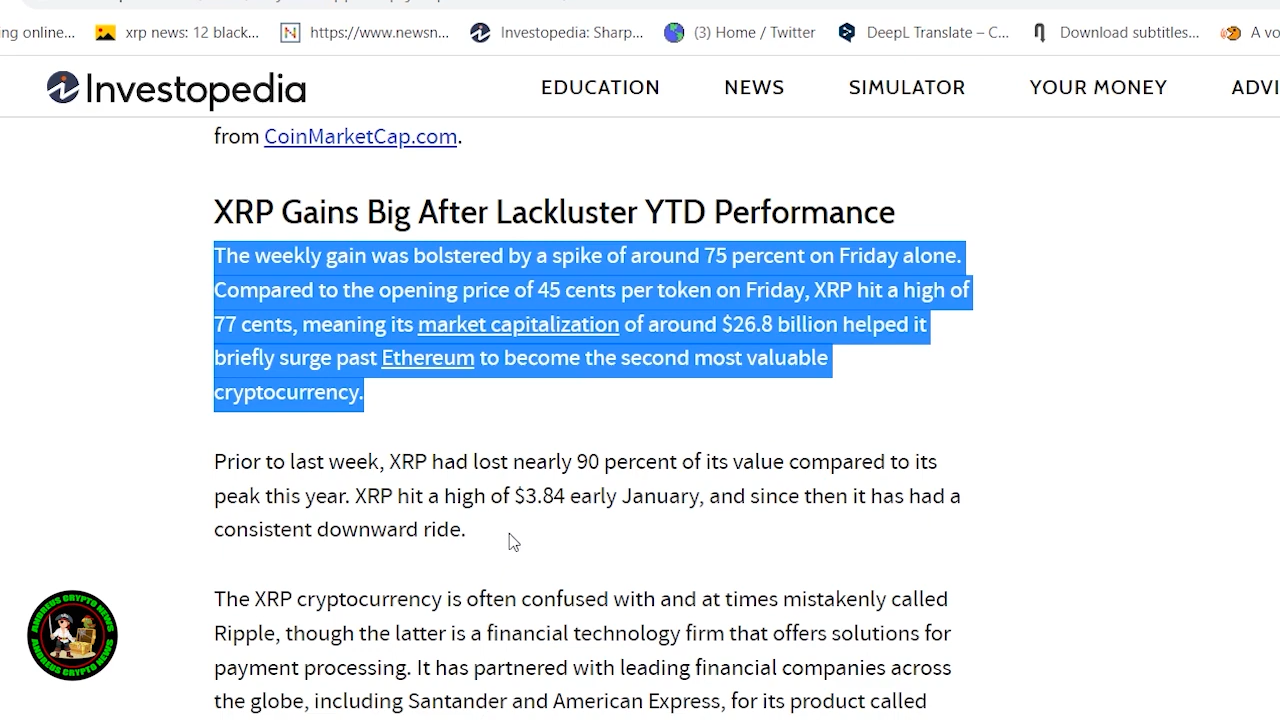 ing online...
xrp news: 12 black...
https://www.newsn...
Investopedia: Sharp...
(3) Home / Twitter
DeepL Translate – C...
Download subtitles...
A vo
Investopedia
EDUCATION
NEWS
SIMULATOR
YOUR MONEY
ADVI
from CoinMarketCap.com.
XRP Gains Big After Lackluster YTD Performance
The weekly gain was bolstered by a spike of around 75 percent on Friday alone.
Compared to the opening price of 45 cents per token on Friday, XRP hit a high of
77 cents, meaning its market capitalization of around $26.8 billion helped it
briefly surge past Ethereum to become the second most valuable
cryptocurrency.
Prior to last week, XRP had lost nearly 90 percent of its value compared to its
peak this year. XRP hit a high of $3.84 early January, and since then it has had a
consistent downward ride.
The XRP cryptocurrency is often confused with and at times mistakenly called
Ripple, though the latter is a financial technology firm that offers solutions for
payment processing. It has partnered with leading financial companies across
the globe, including Santander and American Express, for its product called
ANDREUS CRYPTO NEWS
ANDREUS CRYPTO NEWS